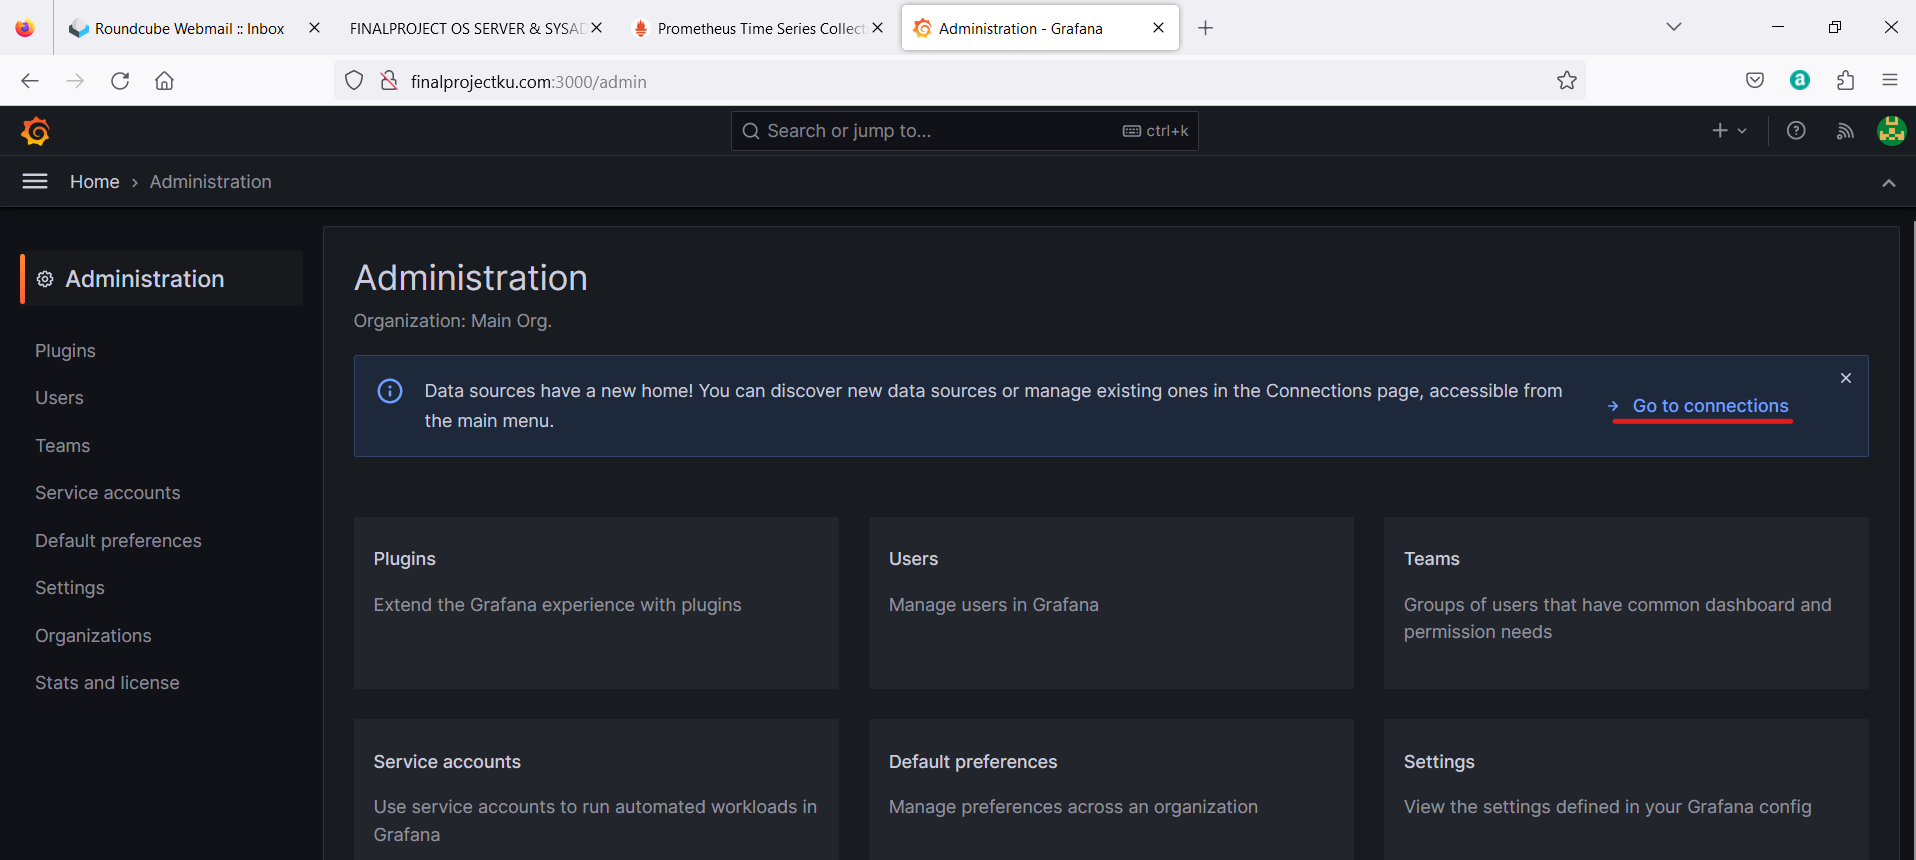 Roundcube Webmail :: Inbox
FINALPROJECT OS SERVER & SYSAD
Prometheus Time Series Collect
Administration - Grafana
finalprojectku.com:3000/admin
a
Search or jump to...
ctrl+k
Home › Administration
Administration
Plugins
Users
Teams
Service accounts
Default preferences
Settings
Organizations
Stats and license
Administration
Organization: Main Org.
Data sources have a new home! You can discover new data sources or manage existing ones in the Connections page, accessible from
the main menu.
Go to connections
Plugins
Extend the Grafana experience with plugins
Users
Manage users in Grafana
Teams
Groups of users that have common dashboard and
permission needs
Service accounts
Use service accounts to run automated workloads in
Grafana
Default preferences
Manage preferences across an organization
Settings
View the settings defined in your Grafana config